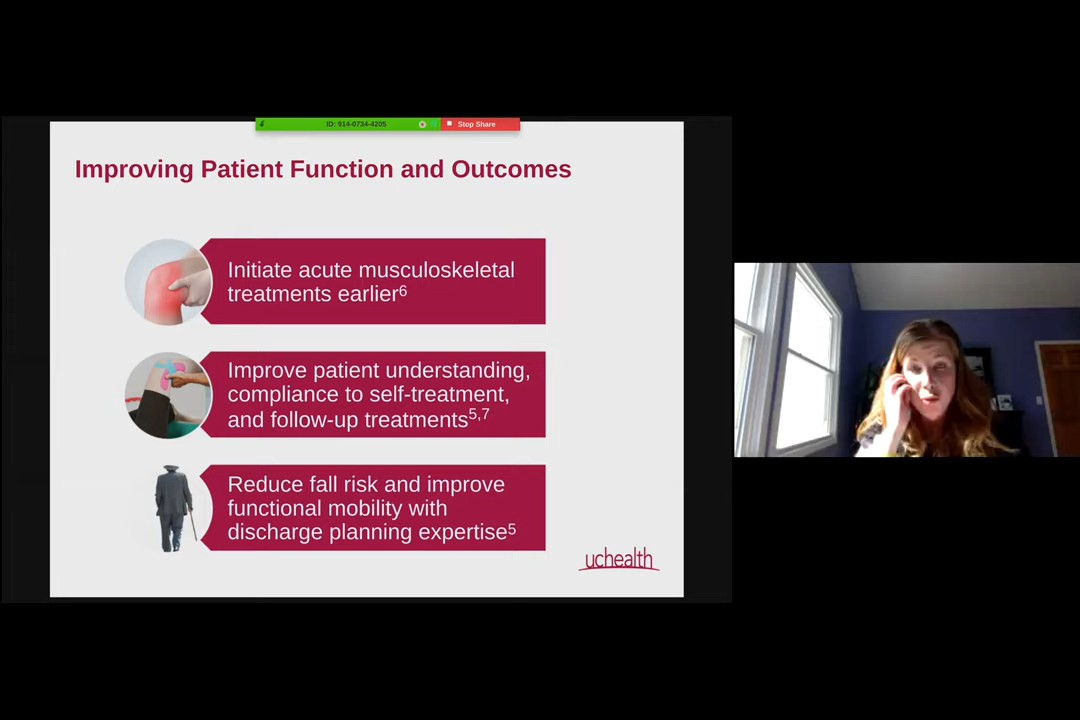 ID: 914-0734-4205
Stop Share
Improving Patient Function and Outcomes
Initiate acute musculoskeletal
treatments earlier⁶
Improve patient understanding,
compliance to self-treatment,
and follow-up treatments⁵,⁷
Reduce fall risk and improve
functional mobility with
discharge planning expertise⁵
uchealth